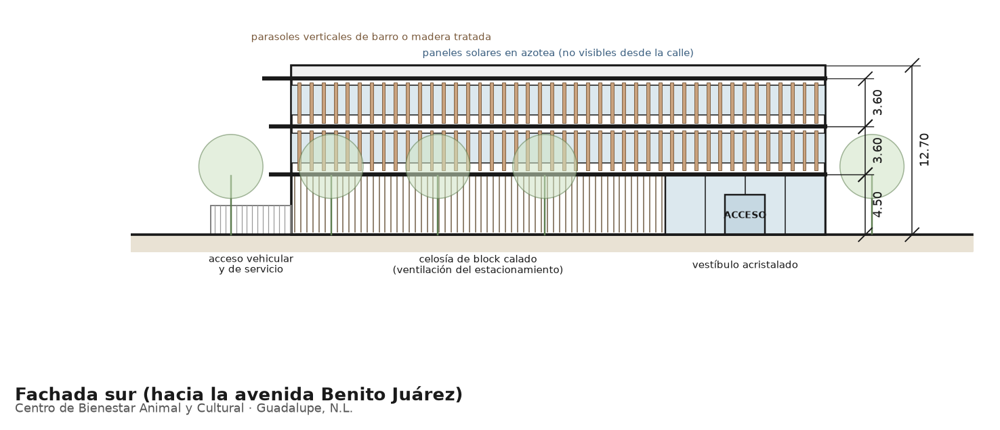 parasoles verticales de barro o madera tratada
paneles solares en azotea (no visibles desde la calle)
3.60
3.60
12.70
4.50
ACCESO
acceso vehicular
y de servicio
celosía de block calado
(ventilación del estacionamiento)
vestíbulo acristalado
Fachada sur (hacia la avenida Benito Juárez)
Centro de Bienestar Animal y Cultural · Guadalupe, N.L.